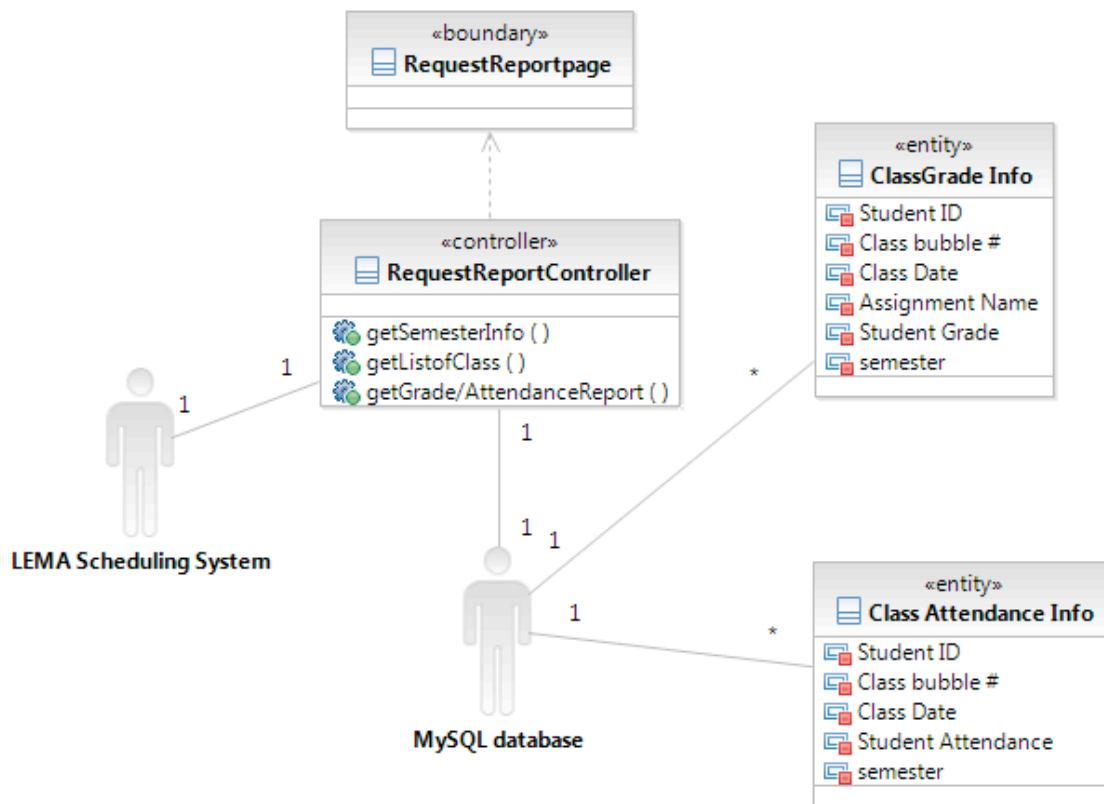 «boundary»
RequestReportpage
«controller»
RequestReportController
getSemesterInfo ( )
getListofClass ( )
getGrade/AttendanceReport ( )
«entity»
ClassGrade Info
Student ID
Class bubble #
Class Date
Assignment Name
Student Grade
semester
1
1
LEMA Scheduling System
1
1
1
*
1
*
MySQL database
«entity»
Class Attendance Info
Student ID
Class bubble #
Class Date
Student Attendance
semester